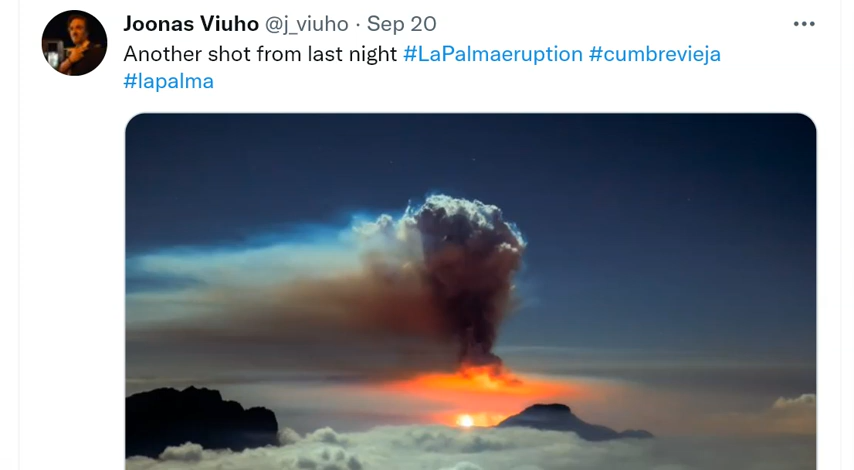 Joonas Viuho @j_viuho · Sep 20
Another shot from last night #LaPalmaeruption #cumbrevieja
#lapalma